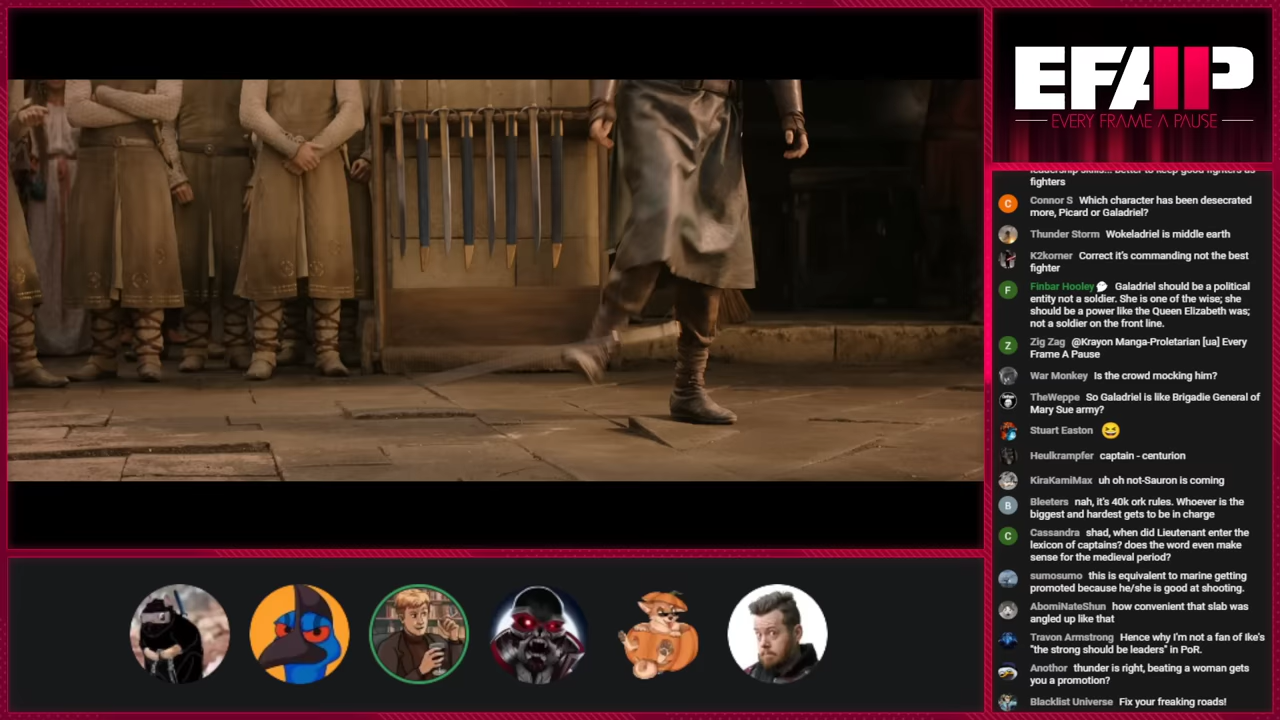 EFAP
EVERY FRAME A PAUSE
fighters
Connor S Which character has been desecrated
more, Picard or Galadriel?
Thunder Storm Wokeladriel is middle earth
K2korner Correct it's commanding not the best
fighter
Finbar Hooley Galadriel should be a political
entity not a soldier. She is one of the wise; she
should be a power like the Queen Elizabeth was;
not a soldier on the front line.
Zig Zag @Krayon Manga-Proletarian [ua] Every
Frame A Pause
War Monkey Is the crowd mocking him?
TheWeppe So Galadriel is like Brigadie General of
Mary Sue army?
Stuart Easton 😆
Heulkrampfer captain - centurion
KiraKamiMax uh oh not-Sauron is coming
Bleeters nah, it's 40k ork rules. Whoever is the
biggest and hardest gets to be in charge
Cassandra shad, when did Lieutenant enter the
lexicon of captains? does the word even make
sense for the medieval period?
sumosumo this is equivalent to marine getting
promoted because he/she is good at shooting.
AbomiNateShun how convenient that slab was
angled up like that
Travon Armstrong Hence why I'm not a fan of Ike's
"the strong should be leaders" in PoR.
Anothor thunder is right, beating a woman gets
you a promotion?
Blacklist Universe Fix your freaking roads!